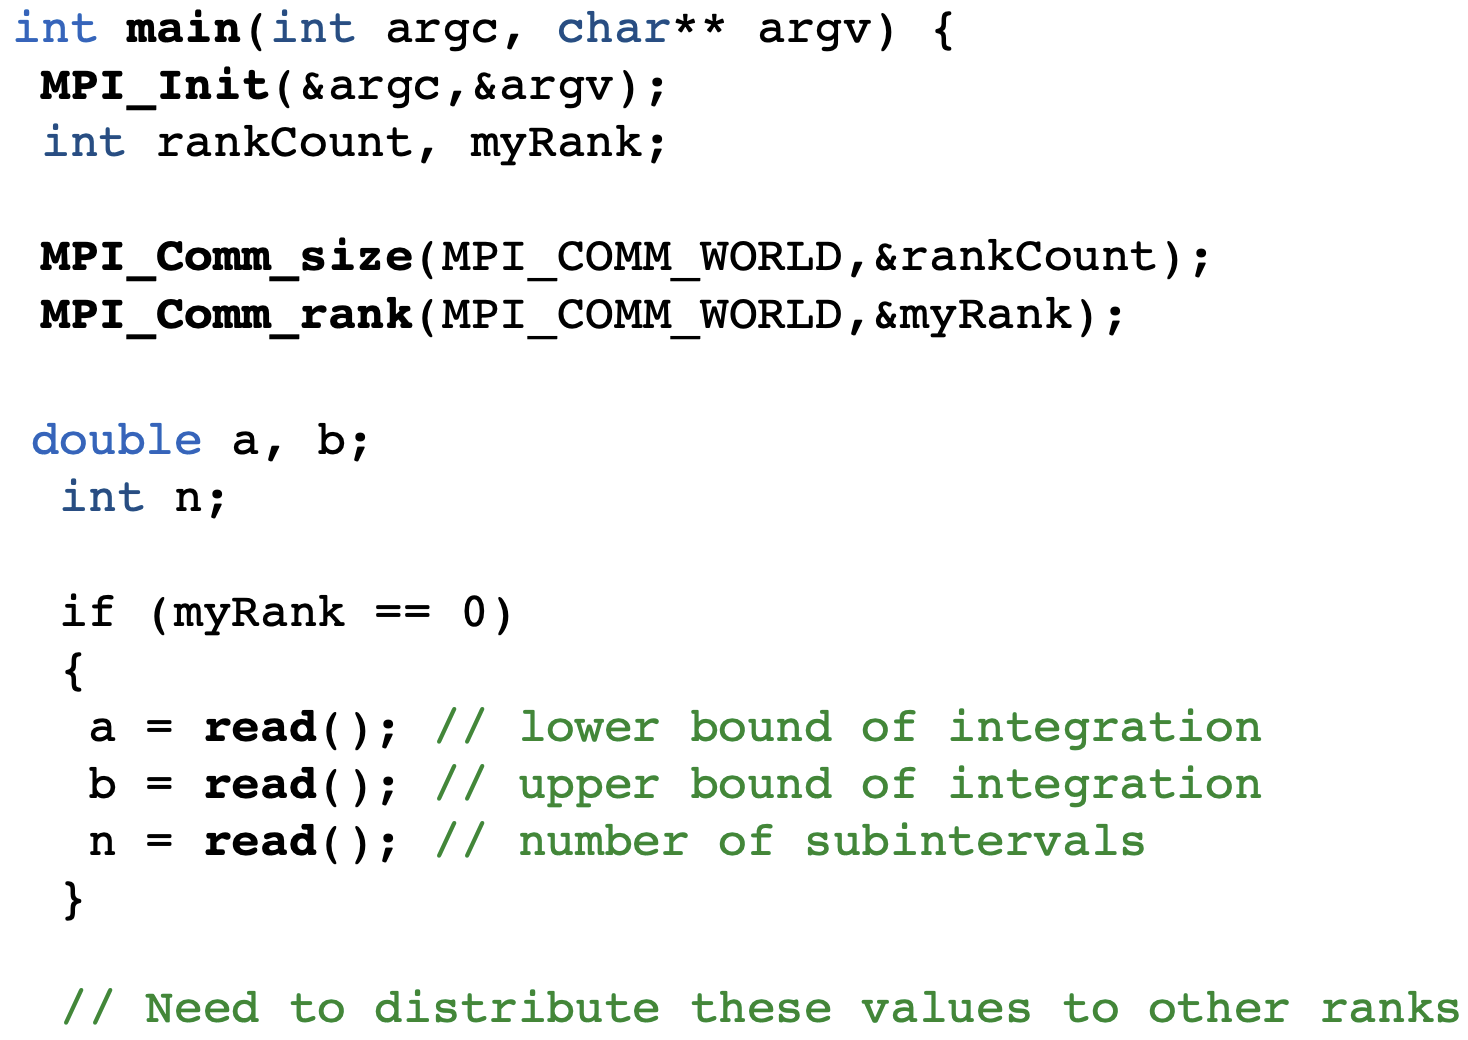 int main(int argc, char** argv) {
MPI_Init(&argc,&argv);
int rankCount, myRank;
MPI_Comm_size(MPI_COMM_WORLD,&rankCount);
MPI_Comm_rank(MPI_COMM_WORLD,&myRank);
double a, b;
int n;
if (myRank == 0)
{
a = read(); // lower bound of integration
b = read(); // upper bound of integration
n = read(); // number of subintervals
}
// Need to distribute these values to other ranks